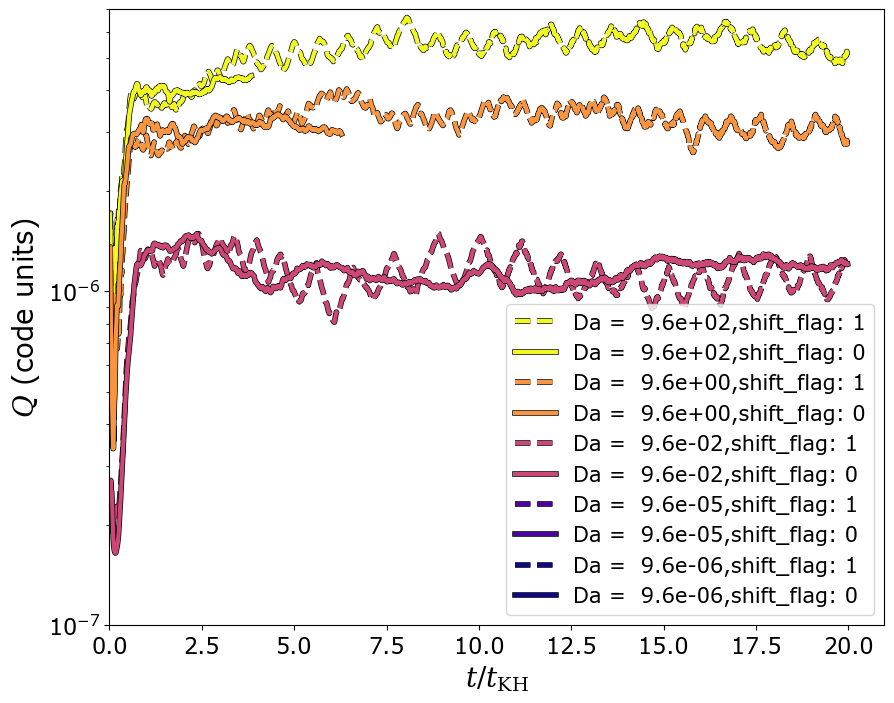 Q (code units)
10⁻⁶
10⁻⁷
Da = 9.6e+02,shift_flag: 1
Da = 9.6e+02,shift_flag: 0
Da = 9.6e+00,shift_flag: 1
Da = 9.6e+00,shift_flag: 0
Da = 9.6e-02,shift_flag: 1
Da = 9.6e-02,shift_flag: 0
Da = 9.6e-05,shift_flag: 1
Da = 9.6e-05,shift_flag: 0
Da = 9.6e-06,shift_flag: 1
Da = 9.6e-06,shift_flag: 0
0.0 2.5 5.0 7.5 10.0 12.5 15.0 17.5 20.0
t/t_KH